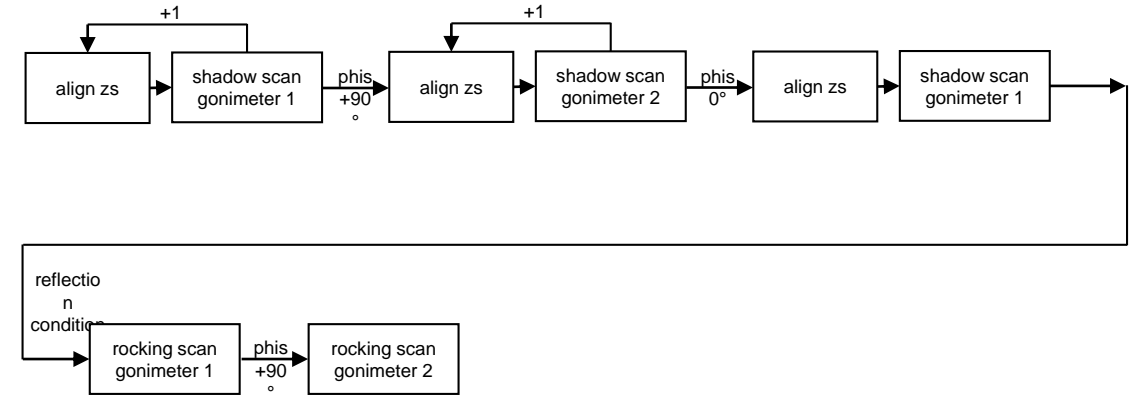 +1
+1
align zs
shadow scan
gonimeter 1
phis
+90
°
align zs
shadow scan
gonimeter 2
phis
0°
align zs
shadow scan
gonimeter 1
reflectio
n
condition
rocking scan
gonimeter 1
phis
+90
°
rocking scan
gonimeter 2